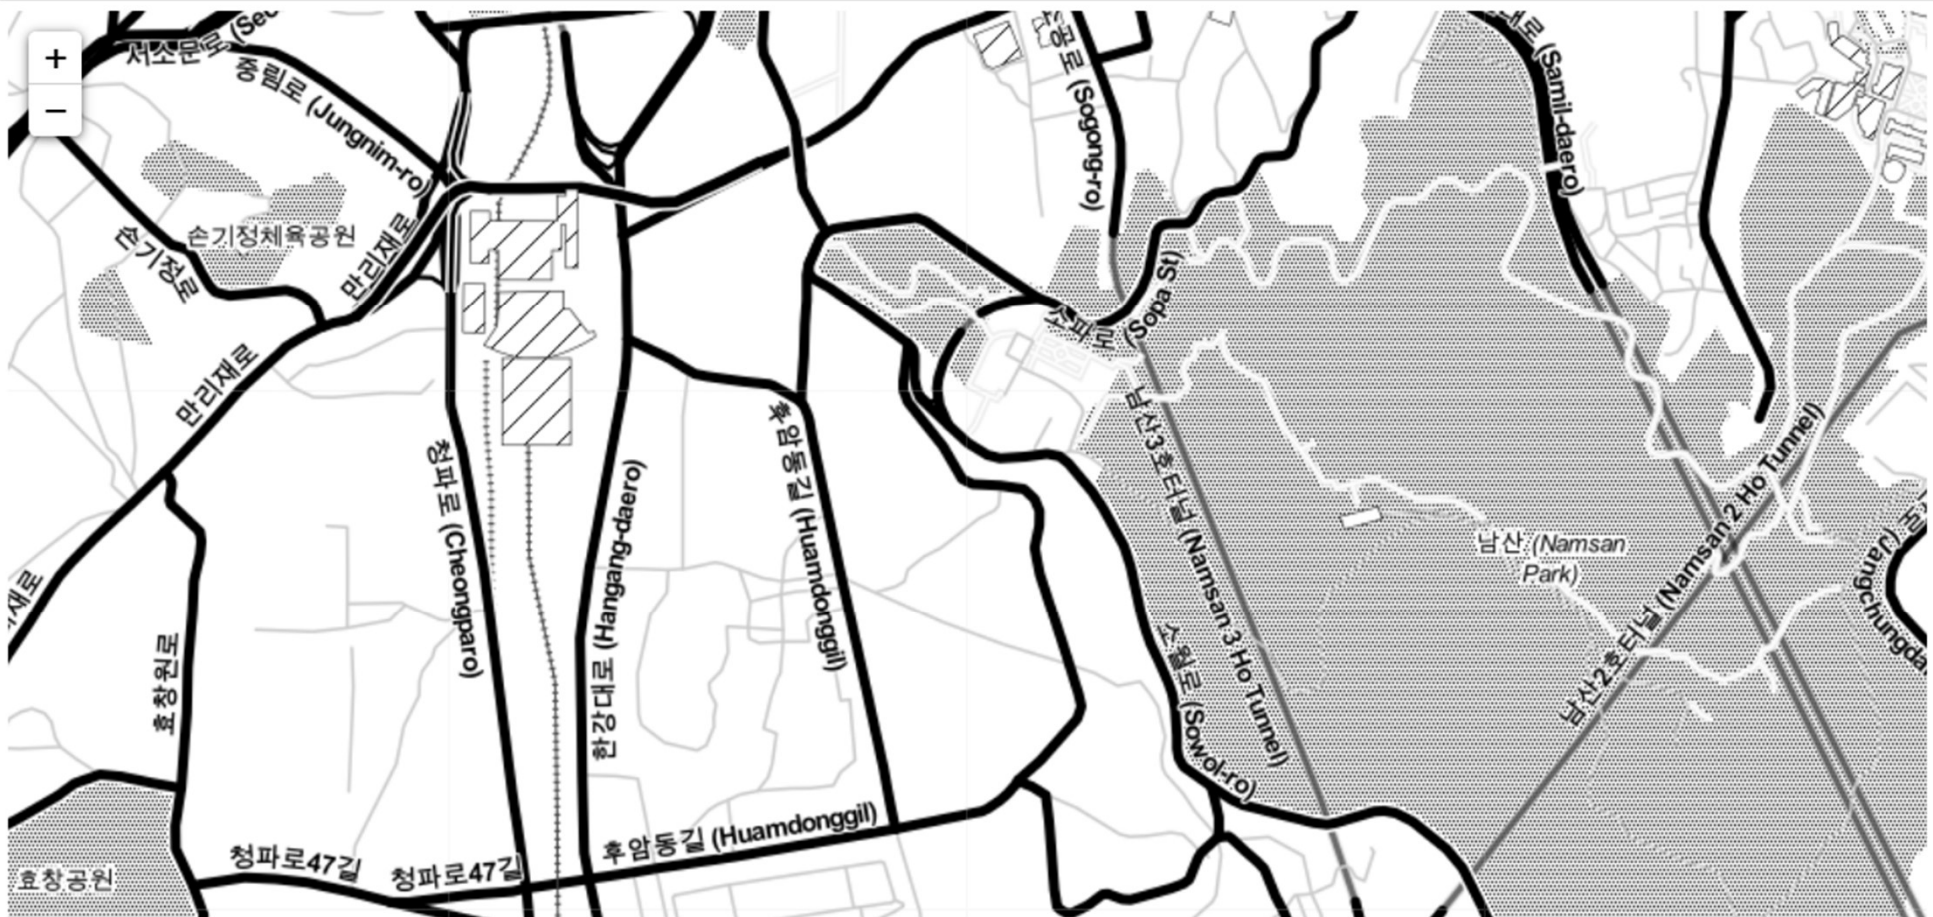 +
−
서소문로
중림로 (Jungnim-ro)
소공로 (Sogong-ro)
대로 (Samil-daero)
손기정체육공원
손기정로
만리재로
소파로 (Sopa St)
만리재로
청파로 (Cheongparo)
한강대로 (Hangang-daero)
후암동길 (Huamdonggil)
남산3호터널 (Namsan 3 Ho Tunnel)
남산 (Namsan
Park)
남산2호터널 (Namsan 2 Ho Tunnel)
효창원로
소월로 (Sowol-ro)
후암동길 (Huamdonggil)
청파로47길
청파로47길
효창공원